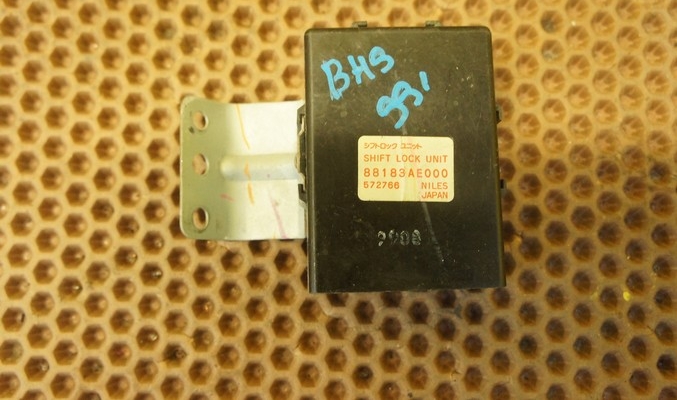 BH9
991
シフトロック ユニット
SHIFT LOCK UNIT
88183AE000
572766 NILES
JAPAN
9908